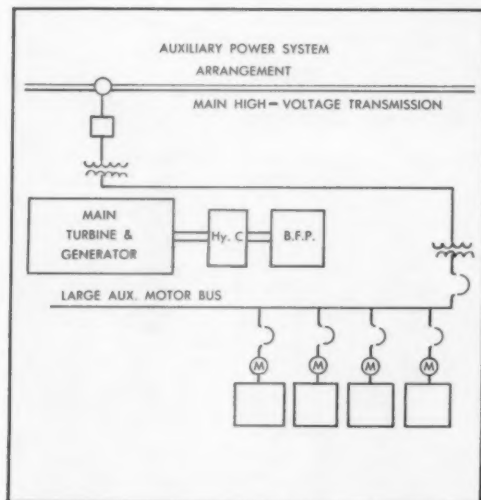 AUXILIARY POWER SYSTEM
ARRANGEMENT
MAIN HIGH-VOLTAGE TRANSMISSION
MAIN
TURBINE &
GENERATOR
Hy. C
B.F.P.
LARGE AUX. MOTOR BUS
M M M M